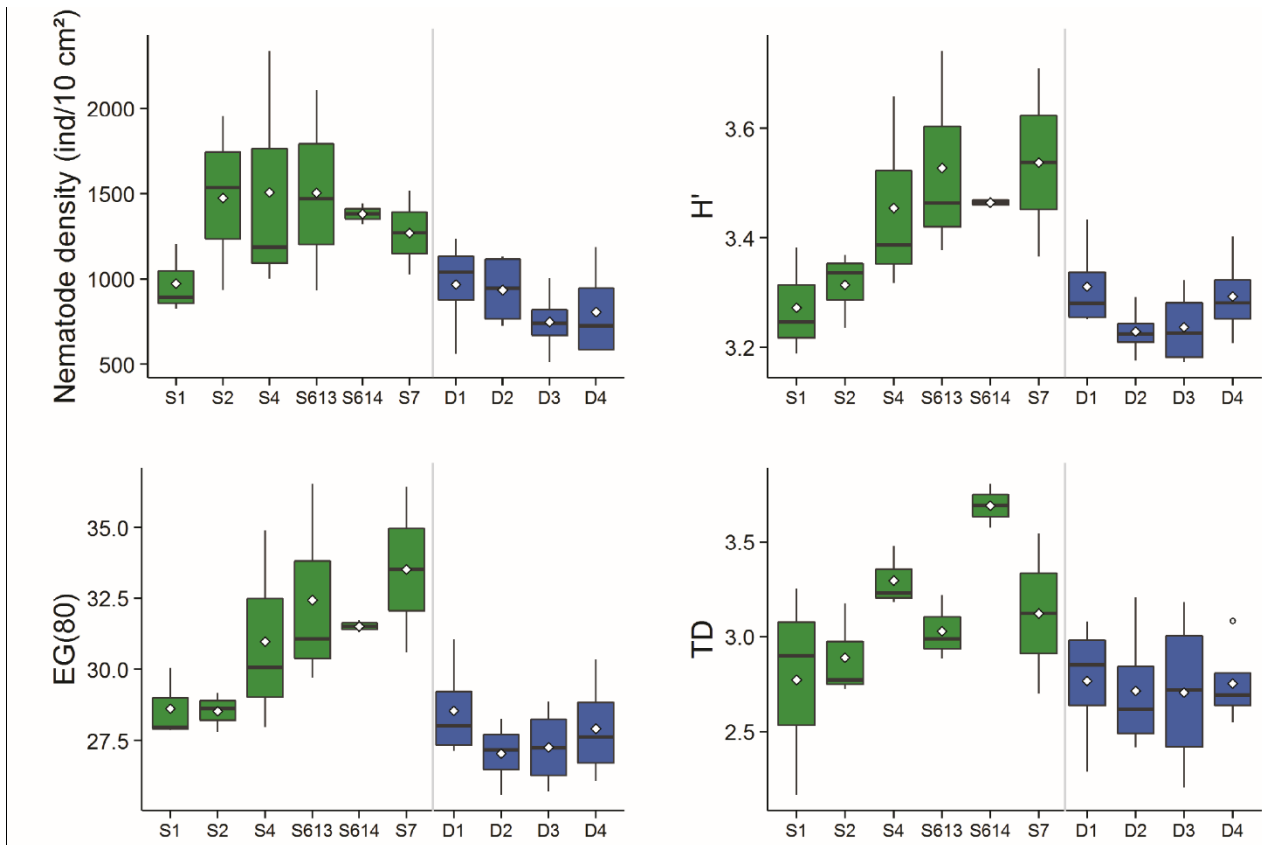 Nematode density (ind/10 cm²)
2000
1500
1000
500
S1 S2 S4 S613 S614 S7 D1 D2 D3 D4
H'
3.6
3.4
3.2
S1 S2 S4 S613 S614 S7 D1 D2 D3 D4
EG(80)
35.0
32.5
30.0
27.5
S1 S2 S4 S613 S614 S7 D1 D2 D3 D4
TD
3.5
3.0
2.5
S1 S2 S4 S613 S614 S7 D1 D2 D3 D4